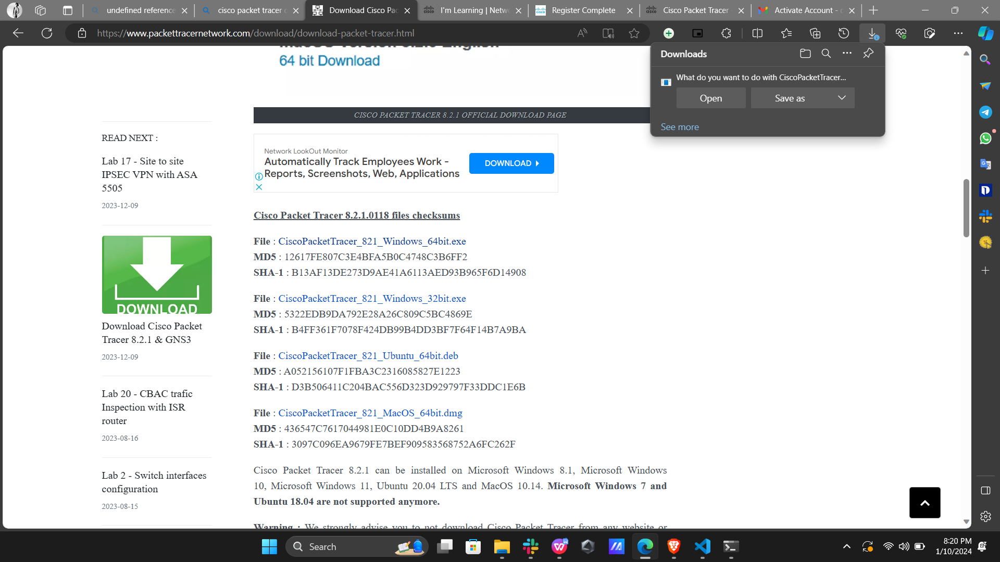 undefined reference
cisco packet tracer
Download Cisco Pac
I'm Learning | Netw
Register Complete
Cisco Packet Tracer
Activate Account -
https://www.packettracernetwork.com/download/download-packet-tracer.html
64 bit Download
Downloads
What do you want to do with CiscoPacketTracer...
Open
Save as
See more
CISCO PACKET TRACER 8.2.1 OFFICIAL DOWNLOAD PAGE
READ NEXT :
Lab 17 - Site to site
IPSEC VPN with ASA
5505
2023-12-09
DOWNLOAD
Download Cisco Packet
Tracer 8.2.1 & GNS3
2023-12-09
Lab 20 - CBAC trafic
Inspection with ISR
router
2023-08-16
Lab 2 - Switch interfaces
configuration
2023-08-15
Network LookOut Monitor
Automatically Track Employees Work -
Reports, Screenshots, Web, Applications
DOWNLOAD
Cisco Packet Tracer 8.2.1.0118 files checksums
File : CiscoPacketTracer_821_Windows_64bit.exe
MD5 : 12617FE807C3E4BFA5B0C4748C3B6FF2
SHA-1 : B13AF13DE273D9AE41A6113AED93B965F6D14908
File : CiscoPacketTracer_821_Windows_32bit.exe
MD5 : 5322EDB9DA792E28A26C809C5BC4869E
SHA-1 : B4FF361F7078F424DB99B4DD3BF7F64F14B7A9BA
File : CiscoPacketTracer_821_Ubuntu_64bit.deb
MD5 : A052156107F1FBA3C2316085827E1223
SHA-1 : D3B506411C204BAC556D323D929797F33DDC1E6B
File : CiscoPacketTracer_821_MacOS_64bit.dmg
MD5 : 436547C7617044981E0C10DD4B9A8261
SHA-1 : 3097C096EA9679FE7BEF909583568752A6FC262F
Cisco Packet Tracer 8.2.1 can be installed on Microsoft Windows 8.1, Microsoft Windows
10, Microsoft Windows 11, Ubuntu 20.04 LTS and MacOS 10.14. Microsoft Windows 7 and
Ubuntu 18.04 are not supported anymore.
Warning : We strongly advise you to not download Cisco Packet Tracer from any website or
Search
8:20 PM
1/10/2024